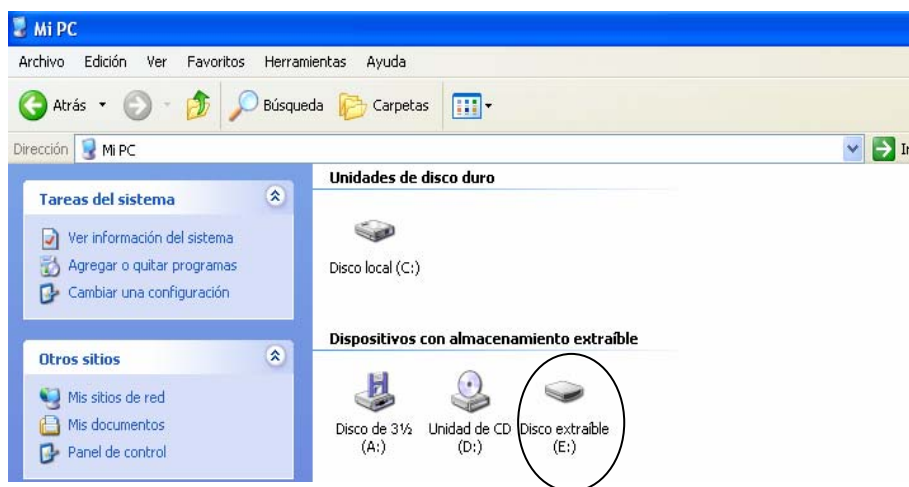 Mi PC
Archivo Edición Ver Favoritos Herramientas Ayuda
Atrás Búsqueda Carpetas
Dirección Mi PC
Tareas del sistema
Ver información del sistema
Agregar o quitar programas
Cambiar una configuración
Otros sitios
Mis sitios de red
Mis documentos
Panel de control
Unidades de disco duro
Disco local (C:)
Dispositivos con almacenamiento extraíble
Disco de 3½ (A:)
Unidad de CD (D:)
Disco extraíble (E:)